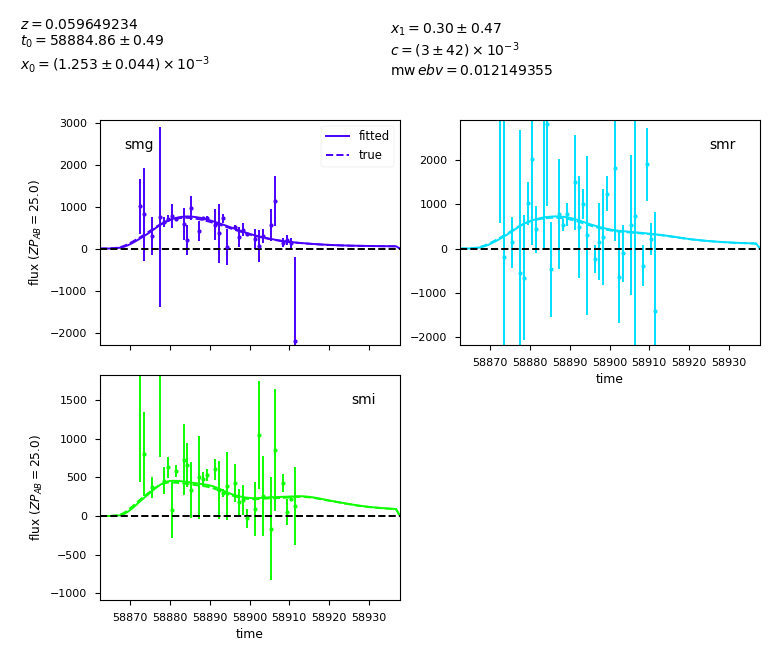 z = 0.059649234
t₀ = 58884.86 ± 0.49
x₀ = (1.253 ± 0.044) × 10⁻³
x₁ = 0.30 ± 0.47
c = (3 ± 42) × 10⁻³
mw ebv = 0.012149355
smg
fitted
true
3000
2000
1000
0
−1000
−2000
flux (ZP_AB = 25.0)
smr
2000
1000
0
−1000
−2000
58870 58880 58890 58900 58910 58920 58930
time
smi
1500
1000
500
0
−500
−1000
flux (ZP_AB = 25.0)
58870 58880 58890 58900 58910 58920 58930
time